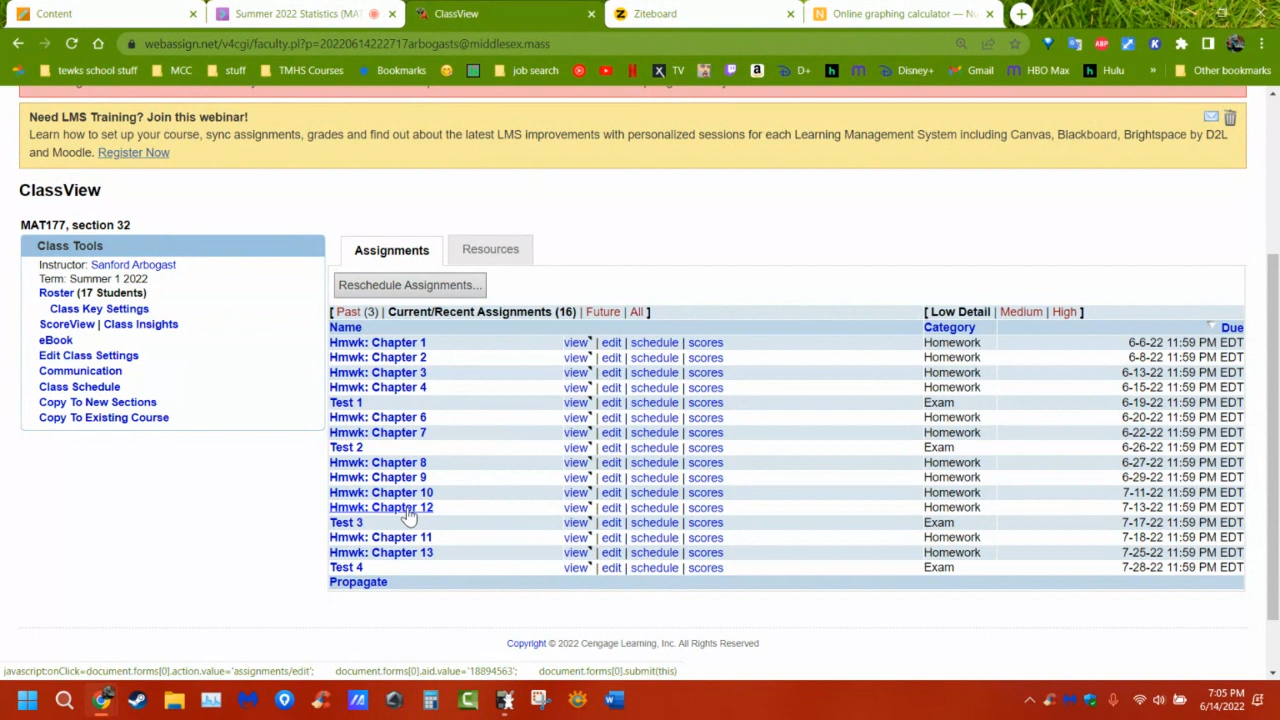 Content
Summer 2022 Statistics (MAT
ClassView
Ziteboard
Online graphing calculator — Nu
webassign.net/v4cgi/faculty.pl?p=20220614222717arbogasts@middlesex.mass
tewks school stuff
MCC
stuff
TMHS Courses
Bookmarks
job search
TV
D+
Disney+
Gmail
HBO Max
Hulu
»
Other bookmarks
Need LMS Training? Join this webinar!
Learn how to set up your course, sync assignments, grades and find out about the latest LMS improvements with personalized sessions for each Learning Management System including Canvas, Blackboard, Brightspace by D2L
and Moodle. Register Now
ClassView
MAT177, section 32
Class Tools
Instructor: Sanford Arbogast
Term: Summer 1 2022
Roster (17 Students)
Class Key Settings
ScoreView | Class Insights
eBook
Edit Class Settings
Communication
Class Schedule
Copy To New Sections
Copy To Existing Course
Assignments
Resources
Reschedule Assignments...
[ Past (3) | Current/Recent Assignments (16) | Future | All ]
[ Low Detail | Medium | High ]
Name Category Due
Hmwk: Chapter 1 view | edit | schedule | scores Homework 6-6-22 11:59 PM EDT
Hmwk: Chapter 2 view | edit | schedule | scores Homework 6-8-22 11:59 PM EDT
Hmwk: Chapter 3 view | edit | schedule | scores Homework 6-13-22 11:59 PM EDT
Hmwk: Chapter 4 view | edit | schedule | scores Homework 6-15-22 11:59 PM EDT
Test 1 view | edit | schedule | scores Exam 6-19-22 11:59 PM EDT
Hmwk: Chapter 6 view | edit | schedule | scores Homework 6-20-22 11:59 PM EDT
Hmwk: Chapter 7 view | edit | schedule | scores Homework 6-22-22 11:59 PM EDT
Test 2 view | edit | schedule | scores Exam 6-26-22 11:59 PM EDT
Hmwk: Chapter 8 view | edit | schedule | scores Homework 6-27-22 11:59 PM EDT
Hmwk: Chapter 9 view | edit | schedule | scores Homework 6-29-22 11:59 PM EDT
Hmwk: Chapter 10 view | edit | schedule | scores Homework 7-11-22 11:59 PM EDT
Hmwk: Chapter 12 view | edit | schedule | scores Homework 7-13-22 11:59 PM EDT
Test 3 view | edit | schedule | scores Exam 7-17-22 11:59 PM EDT
Hmwk: Chapter 11 view | edit | schedule | scores Homework 7-18-22 11:59 PM EDT
Hmwk: Chapter 13 view | edit | schedule | scores Homework 7-25-22 11:59 PM EDT
Test 4 view | edit | schedule | scores Exam 7-28-22 11:59 PM EDT
Propagate
Copyright © 2022 Cengage Learning, Inc. All Rights Reserved
javascript:onClick=document.forms[0].action.value='assignments/edit'; document.forms[0].aid.value='18894563'; document.forms[0].submit(this)
7:05 PM
6/14/2022